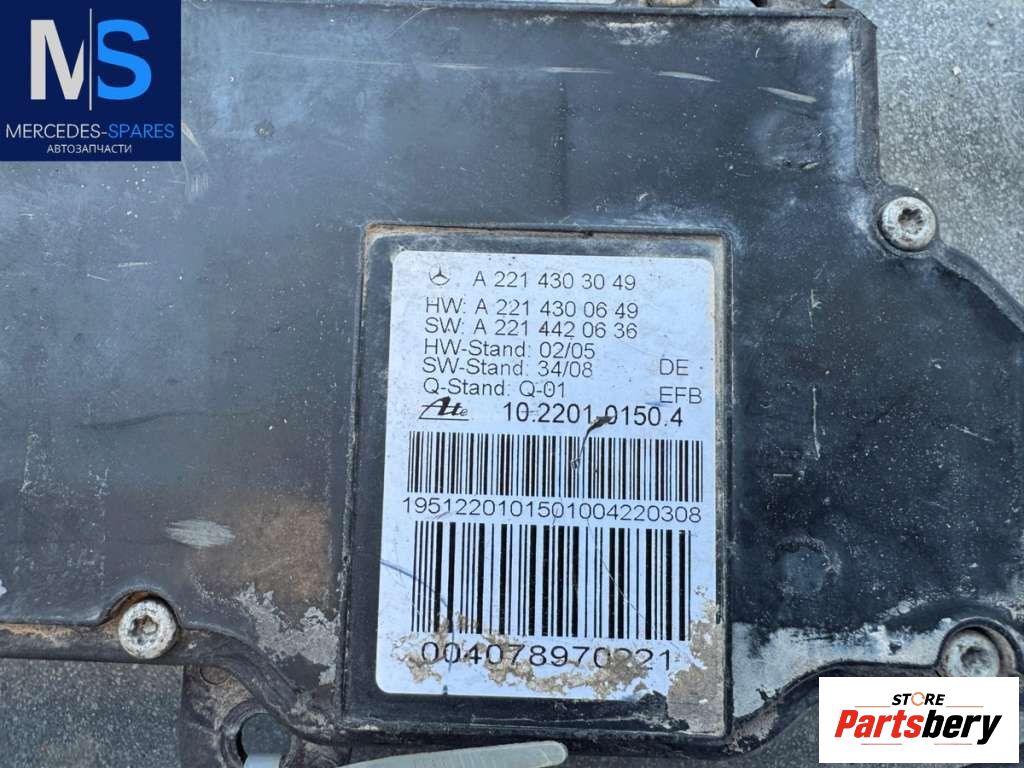 MS
MERCEDES-SPARES
АВТОЗАПЧАСТИ
A 221 430 30 49
HW: A 221 430 06 49
SW: A 221 442 06 36
HW-Stand: 02/05
SW-Stand: 34/08 DE
Q-Stand: Q-01 EFB
Ate 10.2201-0150.4
1951220101501004220308
004078970221
STORE
Partsbery